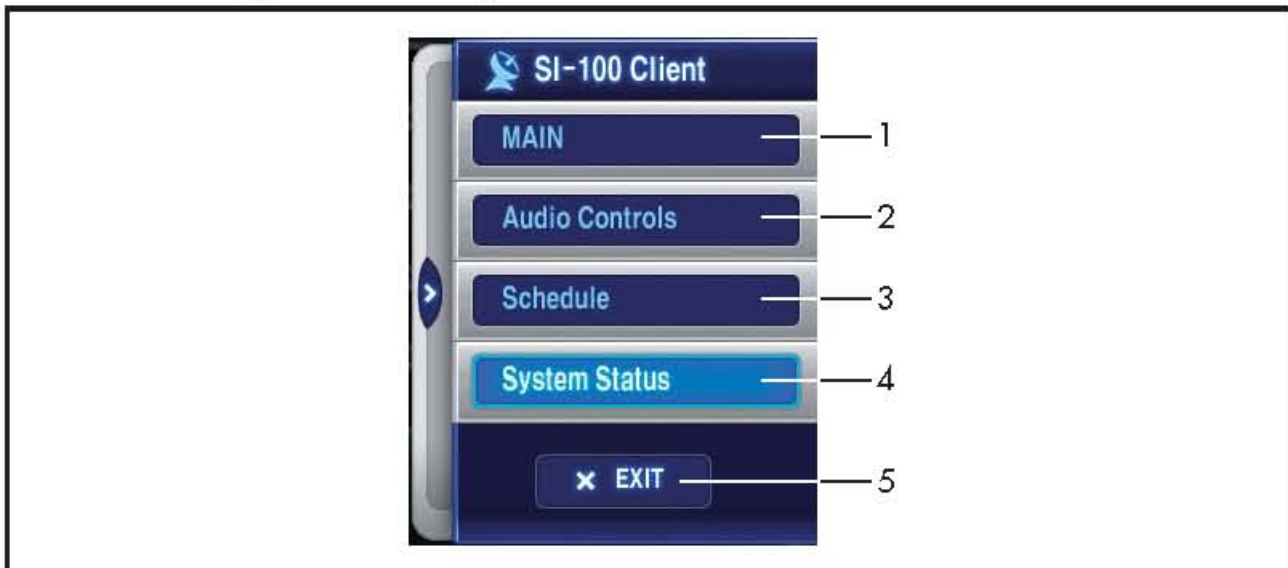 SI-100 Client
MAIN 1
Audio Controls 2
Schedule 3
System Status 4
× EXIT 5